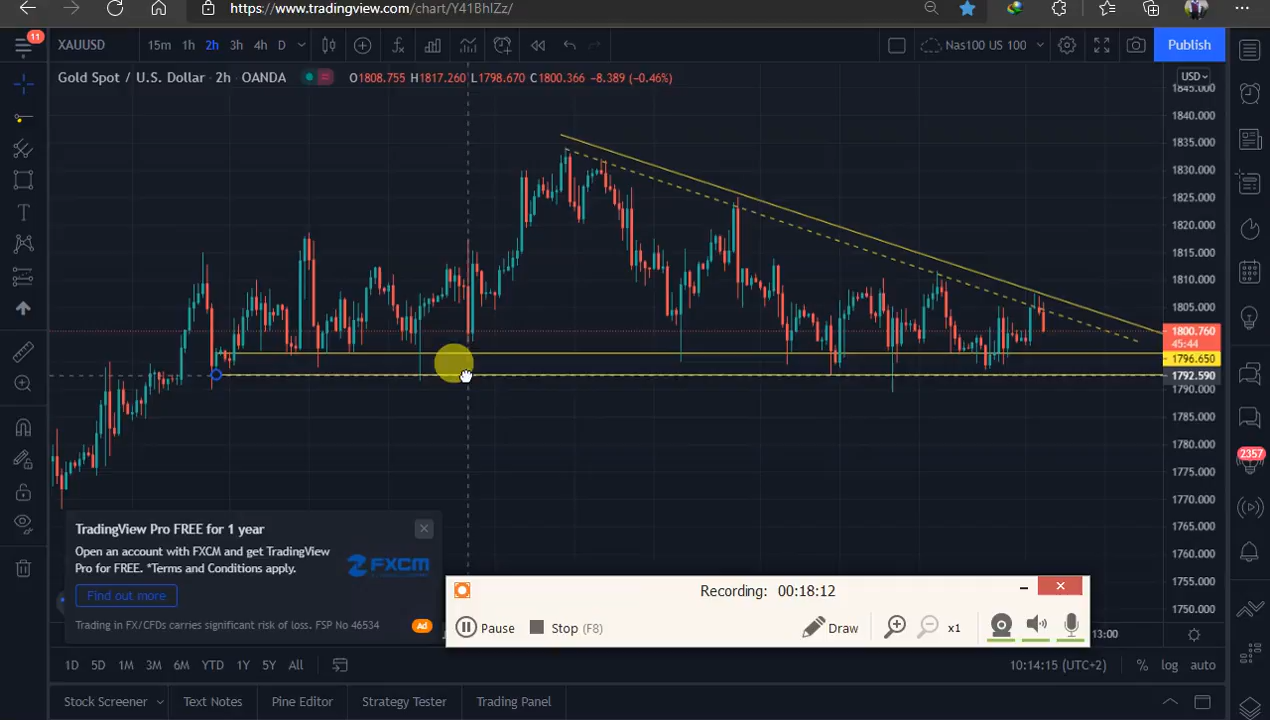 https://www.tradingview.com/chart/Y41BhlZz/
11
XAUUSD 15m 1h 2h 3h 4h D Nas100 US 100 Publish
Gold Spot / U.S. Dollar · 2h · OANDA O1808.755 H1817.260 L1798.670 C1800.366 −8.389 (−0.46%)
USD
1845.000
1840.000
1835.000
1830.000
1825.000
1820.000
1815.000
1810.000
1805.000
1800.760
45:44
1796.650
1792.590
1790.000
1785.000
1780.000
1775.000
1770.000
1765.000
1760.000
1755.000
1750.000
2357
TradingView Pro FREE for 1 year
Open an account with FXCM and get TradingView
Pro for FREE. *Terms and Conditions apply.
FXCM
Find out more
Trading in FX/CFDs carries significant risk of loss. FSP No 46534
Ad
Recording: 00:18:12
Pause Stop (F8) Draw x1
13:00
1D 5D 1M 3M 6M YTD 1Y 5Y All 10:14:15 (UTC+2) % log auto
Stock Screener Text Notes Pine Editor Strategy Tester Trading Panel